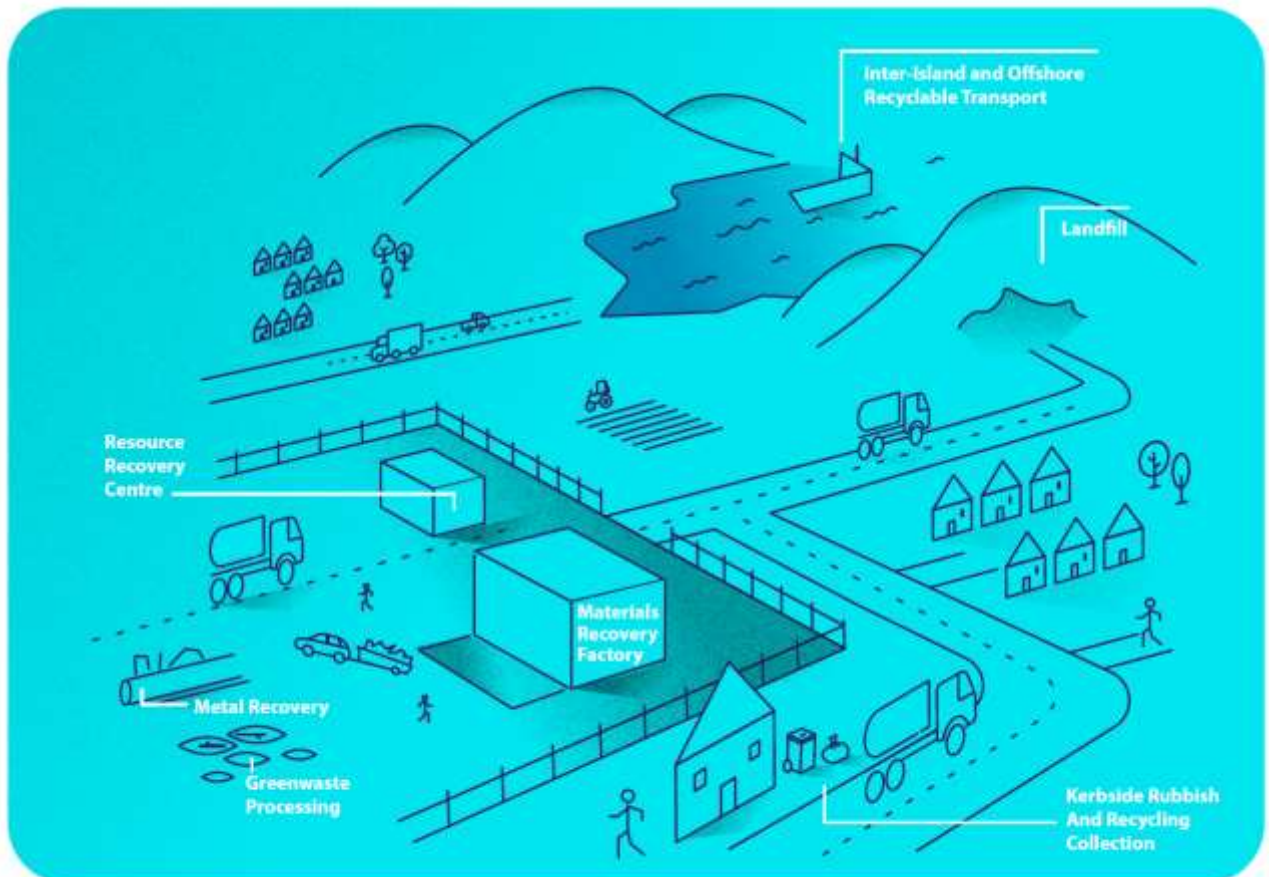 Inter-Island and Offshore
Recyclable Transport
Landfill
Resource
Recovery
Centre
Materials
Recovery
Factory
Metal Recovery
Greenwaste
Processing
Kerbside Rubbish
And Recycling
Collection